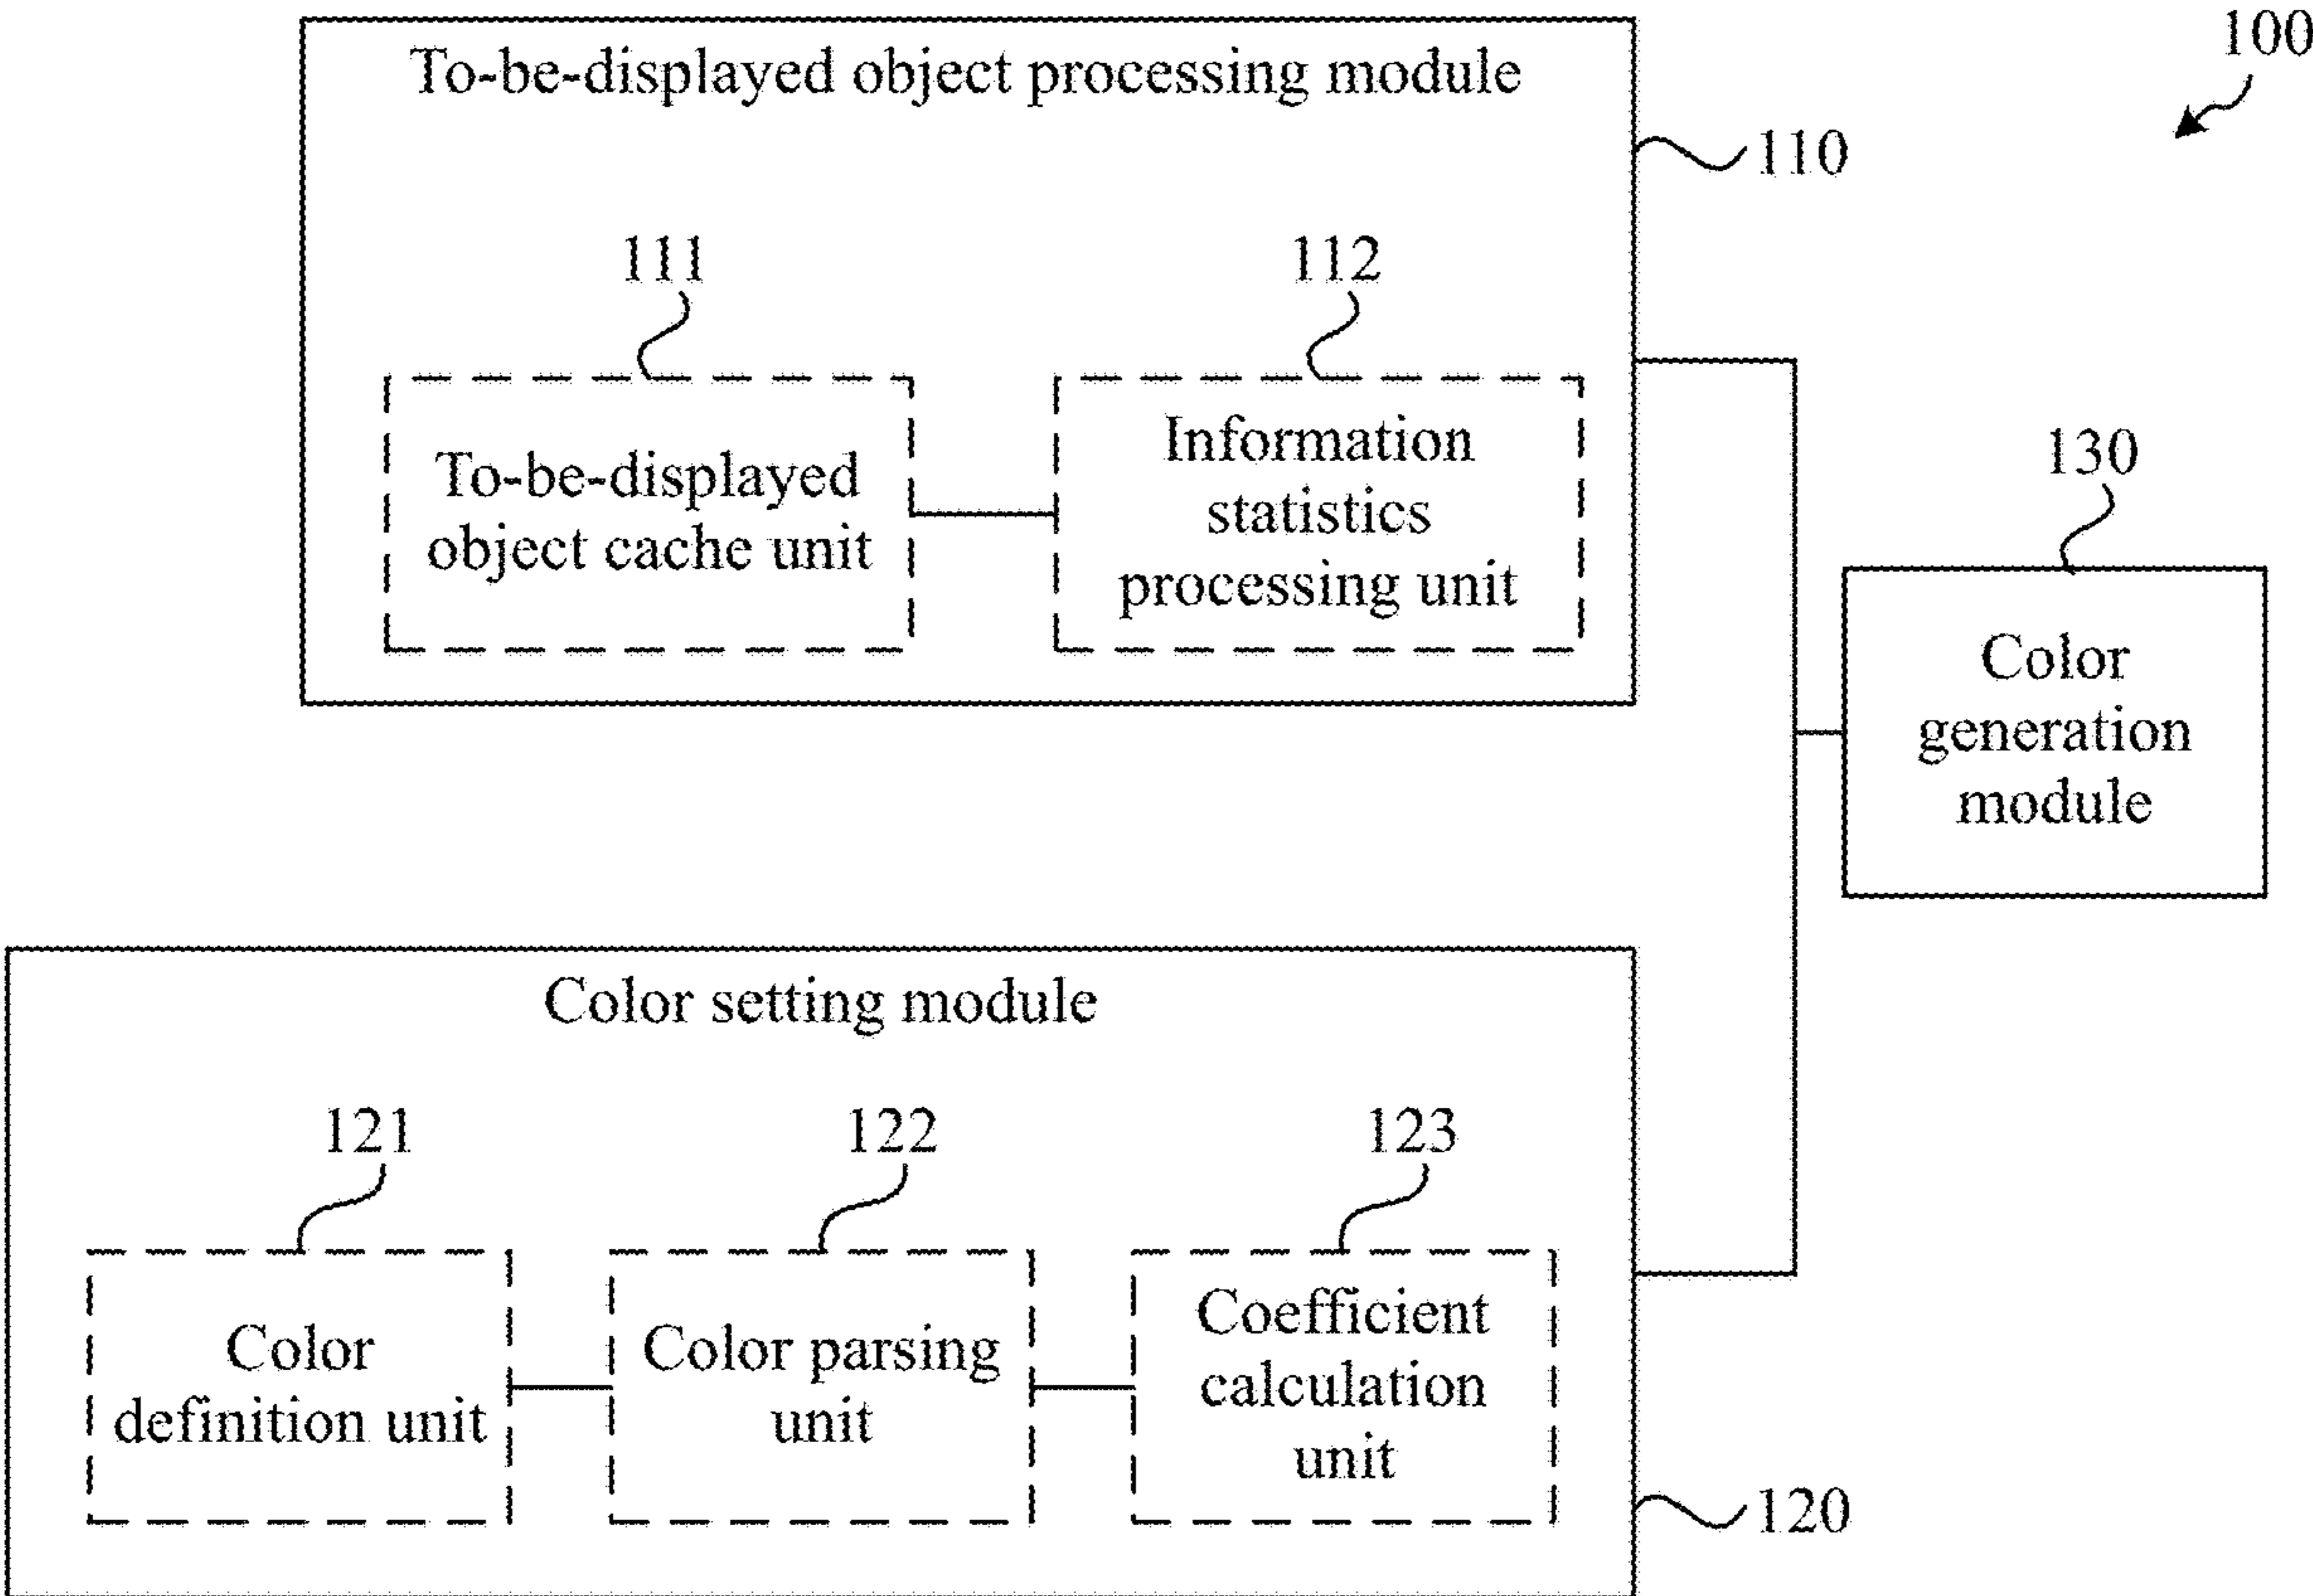 100
To-be-displayed object processing module
110
111
112
To-be-displayed
object cache unit
Information
statistics
processing unit
130
Color
generation
module
Color setting module
121
122
123
Color
definition unit
Color parsing
unit
Coefficient
calculation
unit
120